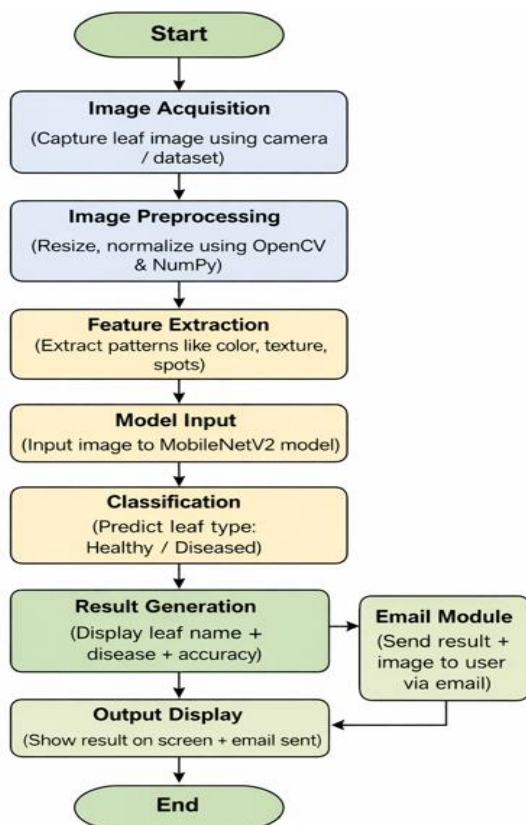 Start
Image Acquisition
(Capture leaf image using camera
/ dataset)
Image Preprocessing
(Resize, normalize using OpenCV
& NumPy)
Feature Extraction
(Extract patterns like color, texture,
spots)
Model Input
(Input image to MobileNetV2 model)
Classification
(Predict leaf type:
Healthy / Diseased)
Result Generation
(Display leaf name +
disease + accuracy)
Email Module
(Send result +
image to user
via email)
Output Display
(Show result on screen + email sent)
End